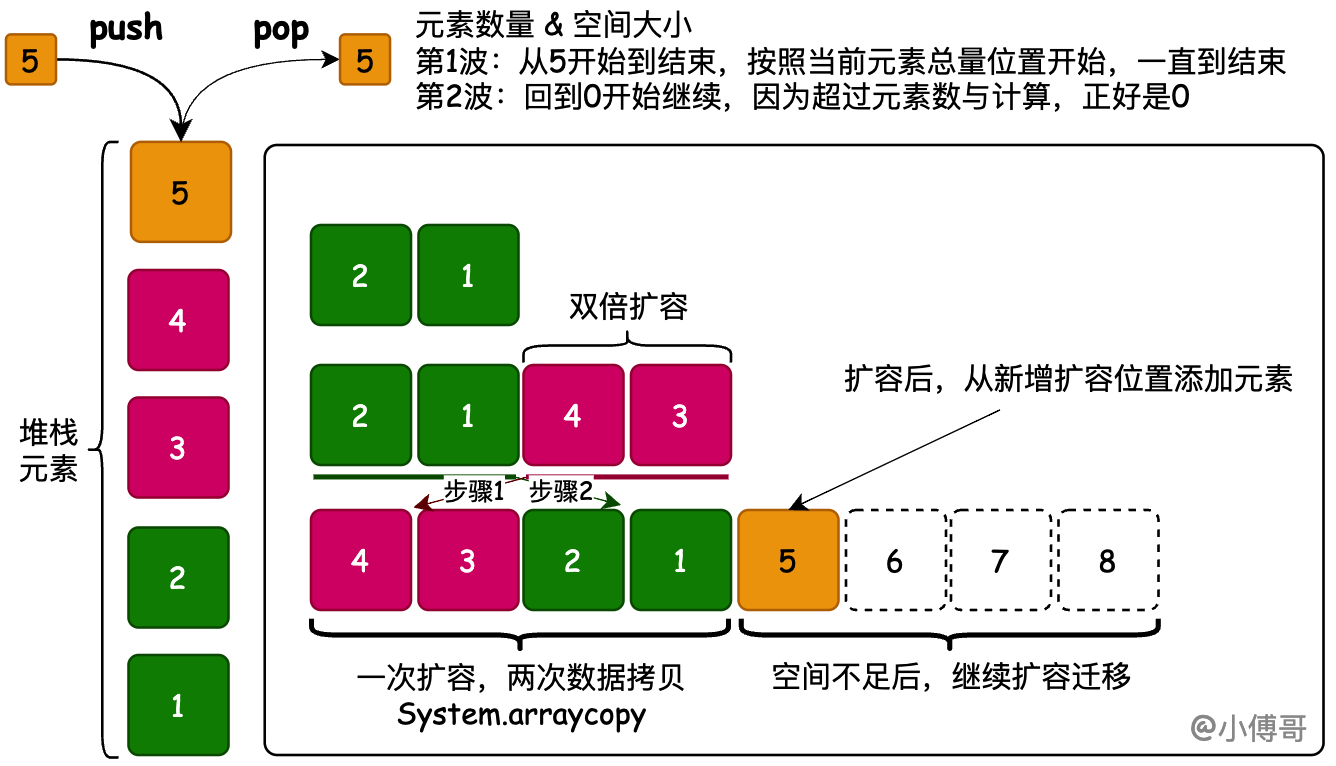 push
pop
5
5
元素数量 & 空间大小
第1波：从5开始到结束，按照当前元素总量位置开始，一直到结束
第2波：回到0开始继续，因为超过元素数与计算，正好是0
堆栈
元素
5
4
3
2
1
2 1
双倍扩容
2 1 4 3
扩容后，从新增扩容位置添加元素
步骤1 步骤2
4 3 2 1 5 6 7 8
一次扩容，两次数据拷贝
System.arraycopy
空间不足后，继续扩容迁移
@小傅哥